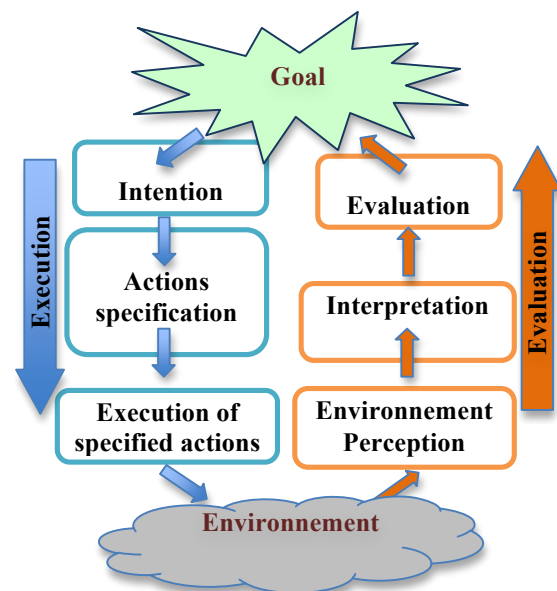 Goal
Execution
Intention
Actions
specification
Execution of
specified actions
Evaluation
Interpretation
Environnement
Perception
Evaluation
Environnement